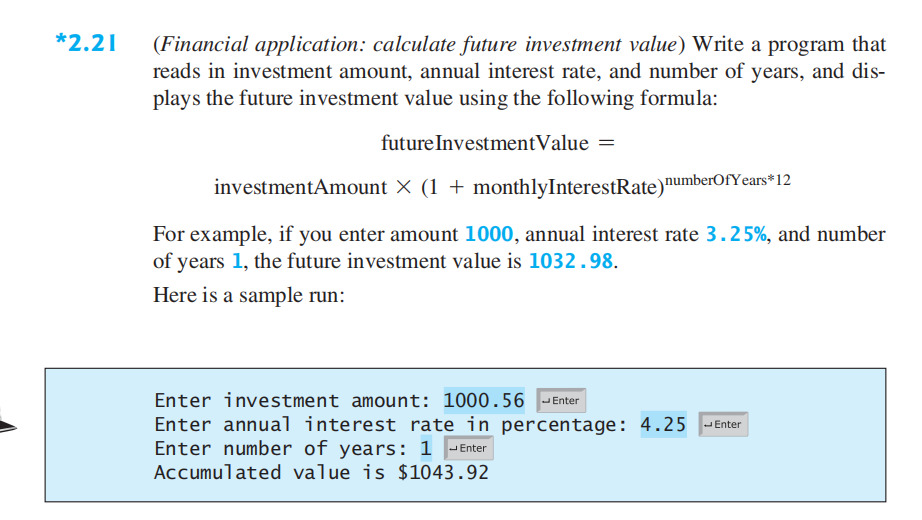 *2.21 (Financial application: calculate future investment value) Write a program that
reads in investment amount, annual interest rate, and number of years, and dis-
plays the future investment value using the following formula:
futureInvestmentValue =
investmentAmount × (1 + monthlyInterestRate)^numberOfYears*12
For example, if you enter amount 1000, annual interest rate 3.25%, and number
of years 1, the future investment value is 1032.98.
Here is a sample run:
Enter investment amount: 1000.56 ↵Enter
Enter annual interest rate in percentage: 4.25 ↵Enter
Enter number of years: 1 ↵Enter
Accumulated value is $1043.92